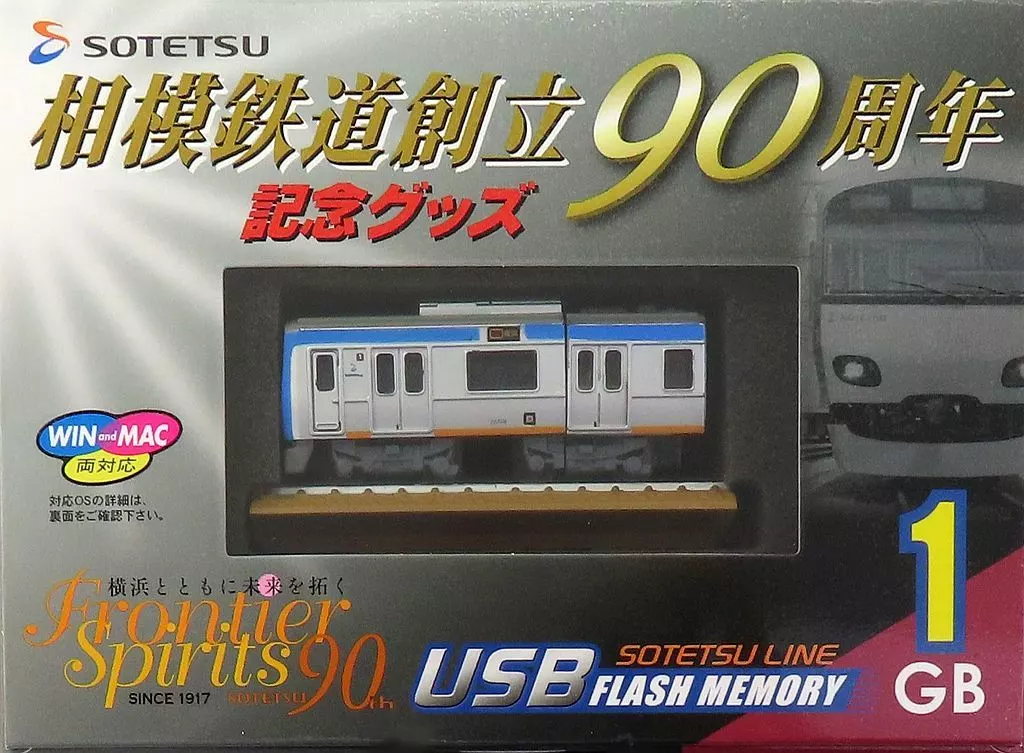 SOTETSU
相模鉄道創立90周年
記念グッズ
WIN and MAC
両対応
対応OSの詳細は、
裏面をご確認下さい。
横浜とともに未来を拓く
Frontier
Spirits 90th
SINCE 1917 SOTETSU
USB
SOTETSU LINE
FLASH MEMORY
1
GB